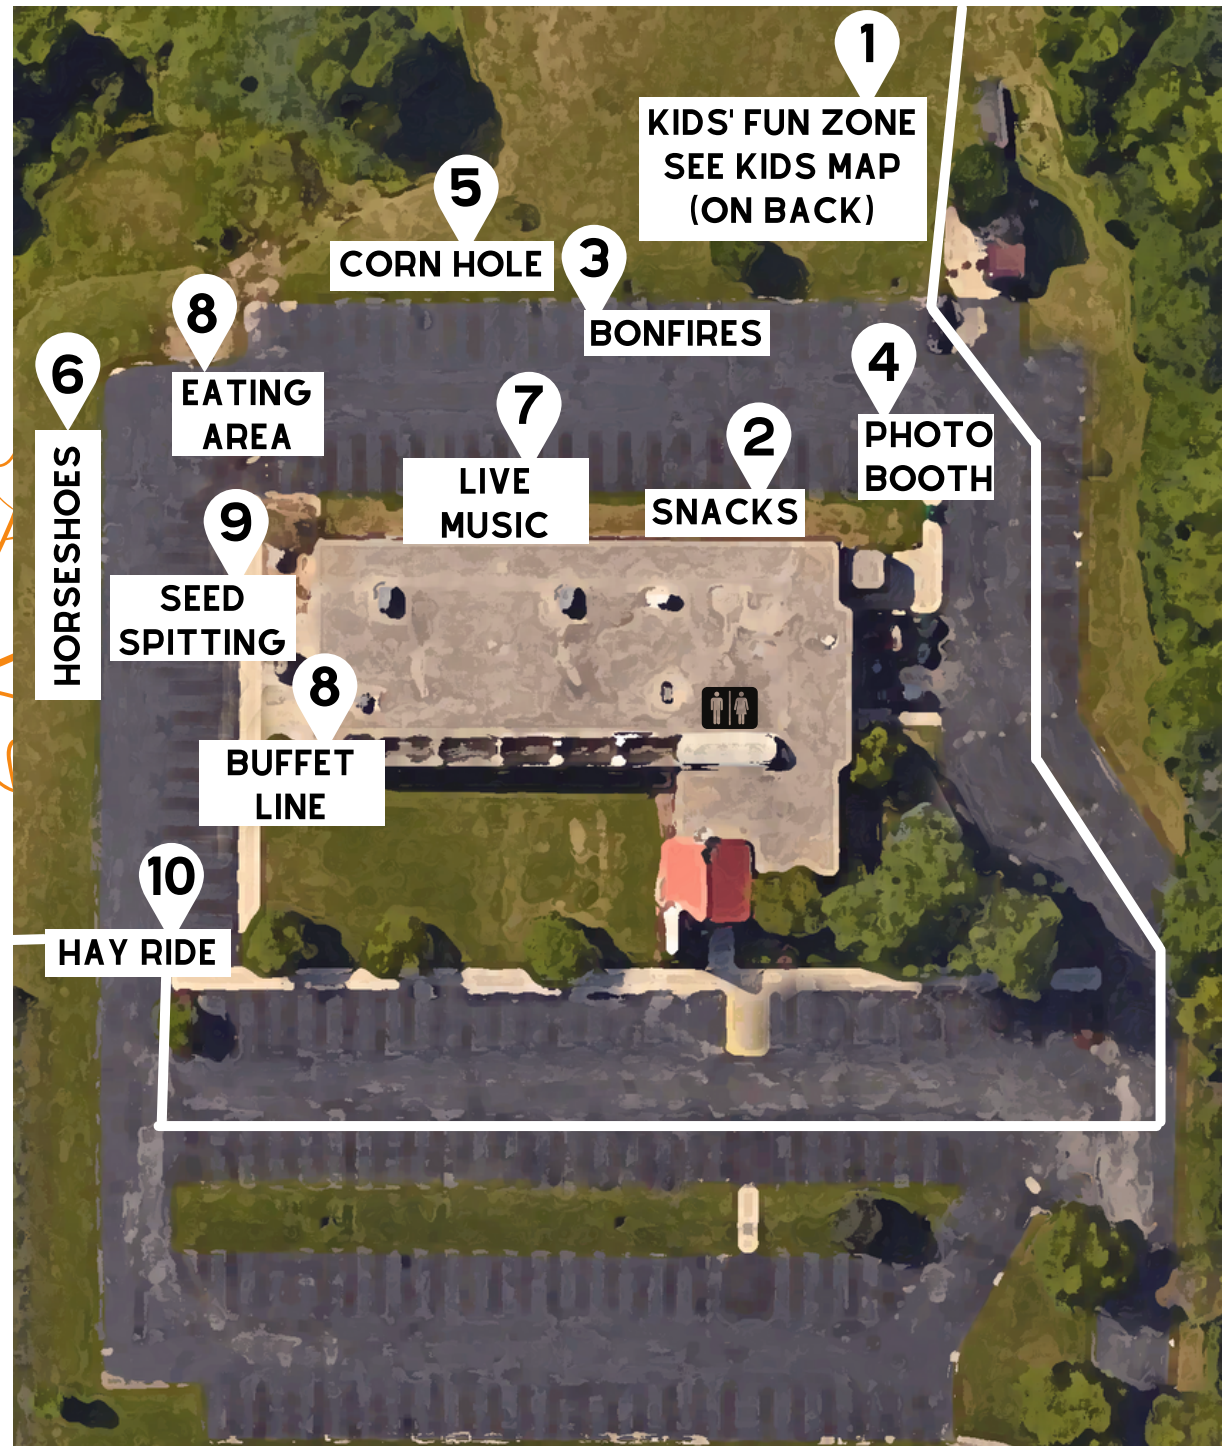 1
KIDS' FUN ZONE
SEE KIDS MAP
(ON BACK)
5
CORN HOLE
3
BONFIRES
8
EATING
AREA
6
HORSESHOES
4
PHOTO
BOOTH
7
LIVE
MUSIC
2
SNACKS
9
SEED
SPITTING
8
BUFFET
LINE
10
HAY RIDE